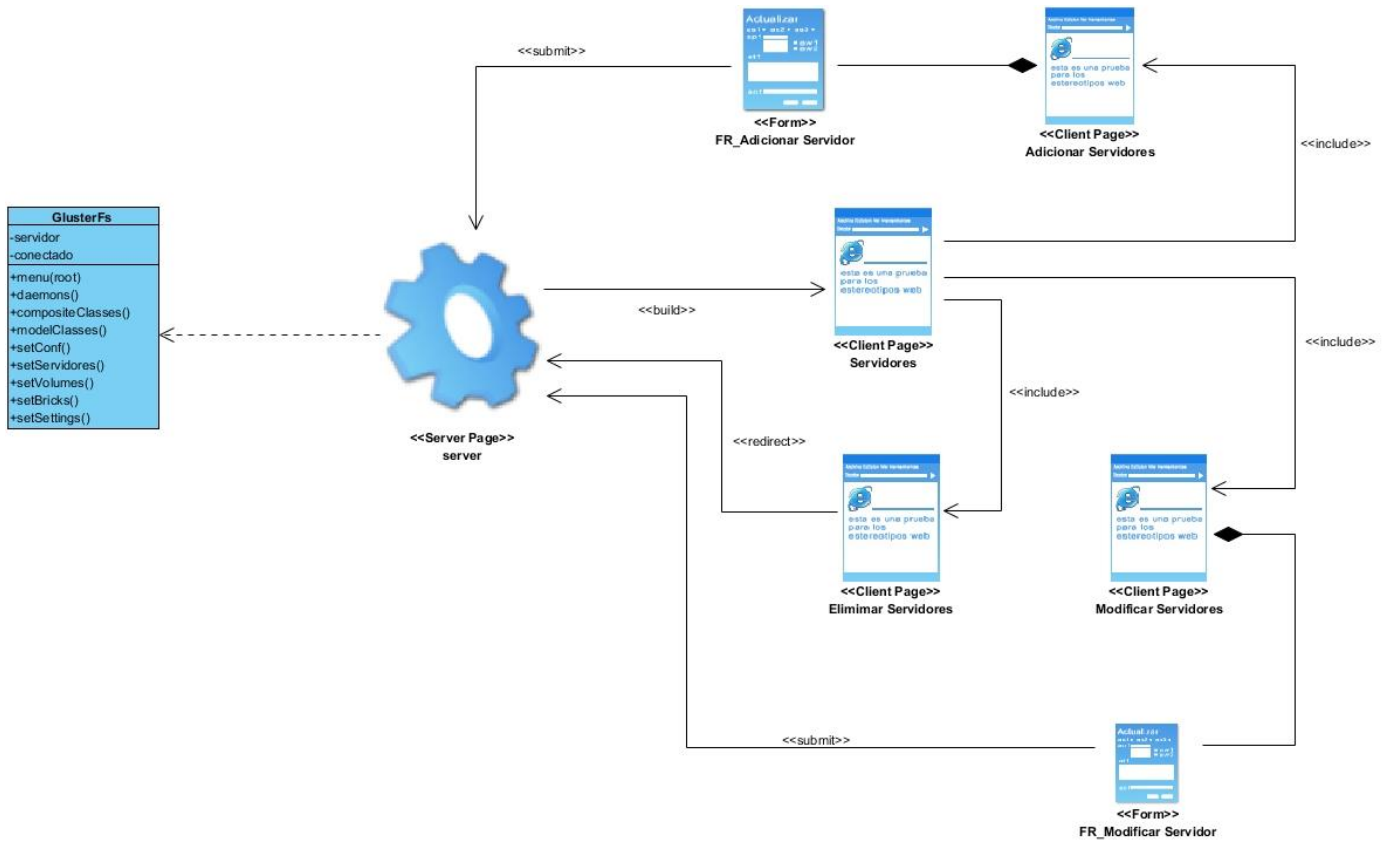 Actualizar
<<submit>>
<<Form>>
FR_Adicionar Servidor
esta es una prueba
para los
estereotipos web
<<Client Page>>
Adicionar Servidores
<<include>>
GlusterFs
-servidor
-conectado
+menu(root)
+daemons()
+compositeClasses()
+modelClasses()
+setConf()
+setServidores()
+setVolumes()
+setBricks()
+setSettings()
<<Server Page>>
server
<<build>>
esta es una prueba
para los
estereotipos web
<<Client Page>>
Servidores
<<include>>
<<include>>
<<redirect>>
esta es una prueba
para los
estereotipos web
<<Client Page>>
Elimimar Servidores
esta es una prueba
para los
estereotipos web
<<Client Page>>
Modificar Servidores
<<submit>>
Actualizar
<<Form>>
FR_Modificar Servidor